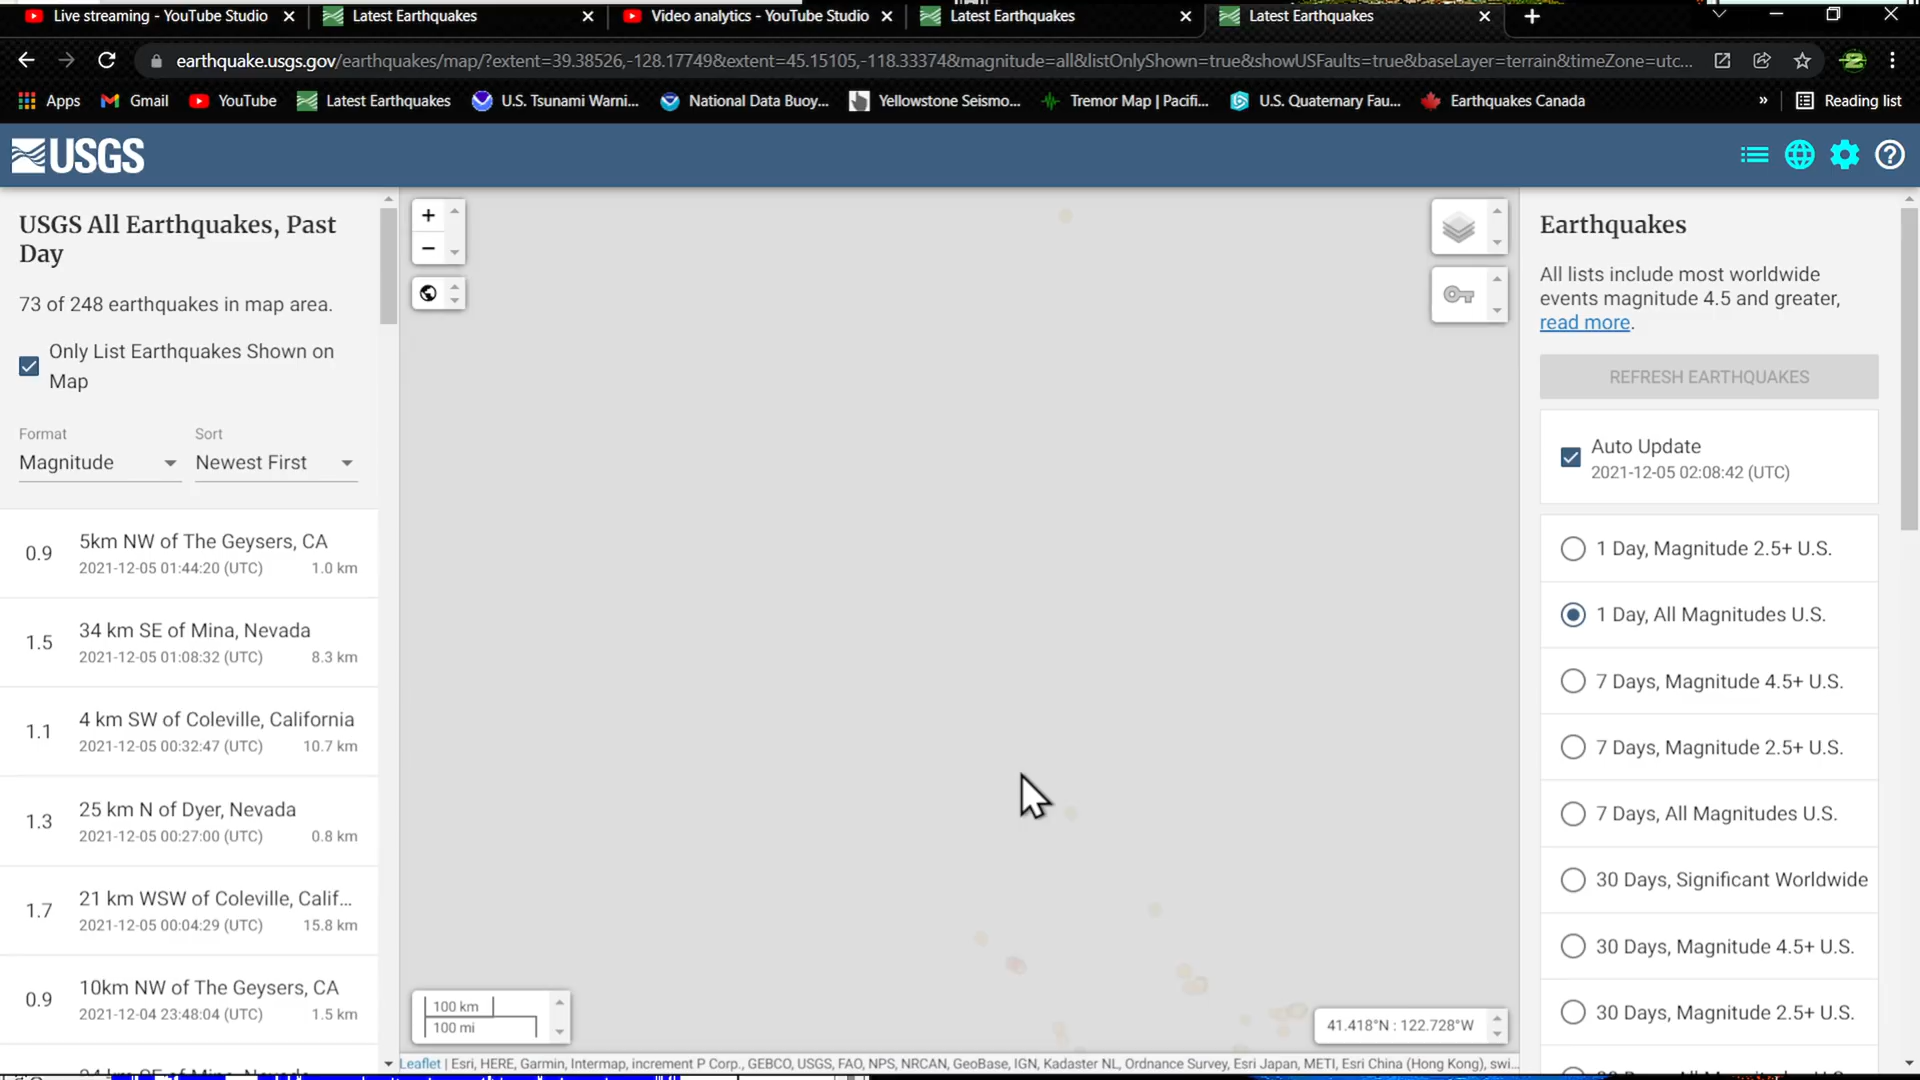 Live streaming - YouTube Studio
Latest Earthquakes
Video analytics - YouTube Studio
Latest Earthquakes
Latest Earthquakes
earthquake.usgs.gov/earthquakes/map/?extent=39.38526,-128.17749&extent=45.15105,-118.33374&magnitude=all&listOnlyShown=true&showUSFaults=true&baseLayer=terrain&timeZone=utc...
Apps
Gmail
YouTube
Latest Earthquakes
U.S. Tsunami Warni...
National Data Buoy...
Yellowstone Seismo...
Tremor Map | Pacifi...
U.S. Quaternary Fau...
Earthquakes Canada
»
Reading list
USGS
USGS All Earthquakes, Past
Day
73 of 248 earthquakes in map area.
Only List Earthquakes Shown on
Map
Format
Sort
Magnitude
Newest First
0.9
5km NW of The Geysers, CA
2021-12-05 01:44:20 (UTC) 1.0 km
1.5
34 km SE of Mina, Nevada
2021-12-05 01:08:32 (UTC) 8.3 km
1.1
4 km SW of Coleville, California
2021-12-05 00:32:47 (UTC) 10.7 km
1.3
25 km N of Dyer, Nevada
2021-12-05 00:27:00 (UTC) 0.8 km
1.7
21 km WSW of Coleville, Calif...
2021-12-05 00:04:29 (UTC) 15.8 km
0.9
10km NW of The Geysers, CA
2021-12-04 23:48:04 (UTC) 1.5 km
+
−
100 km
100 mi
41.418°N : 122.728°W
Leaflet | Esri, HERE, Garmin, Intermap, increment P Corp., GEBCO, USGS, FAO, NPS, NRCAN, GeoBase, IGN, Kadaster NL, Ordnance Survey, Esri Japan, METI, Esri China (Hong Kong), swi...
Earthquakes
All lists include most worldwide
events magnitude 4.5 and greater,
read more.
REFRESH EARTHQUAKES
Auto Update
2021-12-05 02:08:42 (UTC)
1 Day, Magnitude 2.5+ U.S.
1 Day, All Magnitudes U.S.
7 Days, Magnitude 4.5+ U.S.
7 Days, Magnitude 2.5+ U.S.
7 Days, All Magnitudes U.S.
30 Days, Significant Worldwide
30 Days, Magnitude 4.5+ U.S.
30 Days, Magnitude 2.5+ U.S.